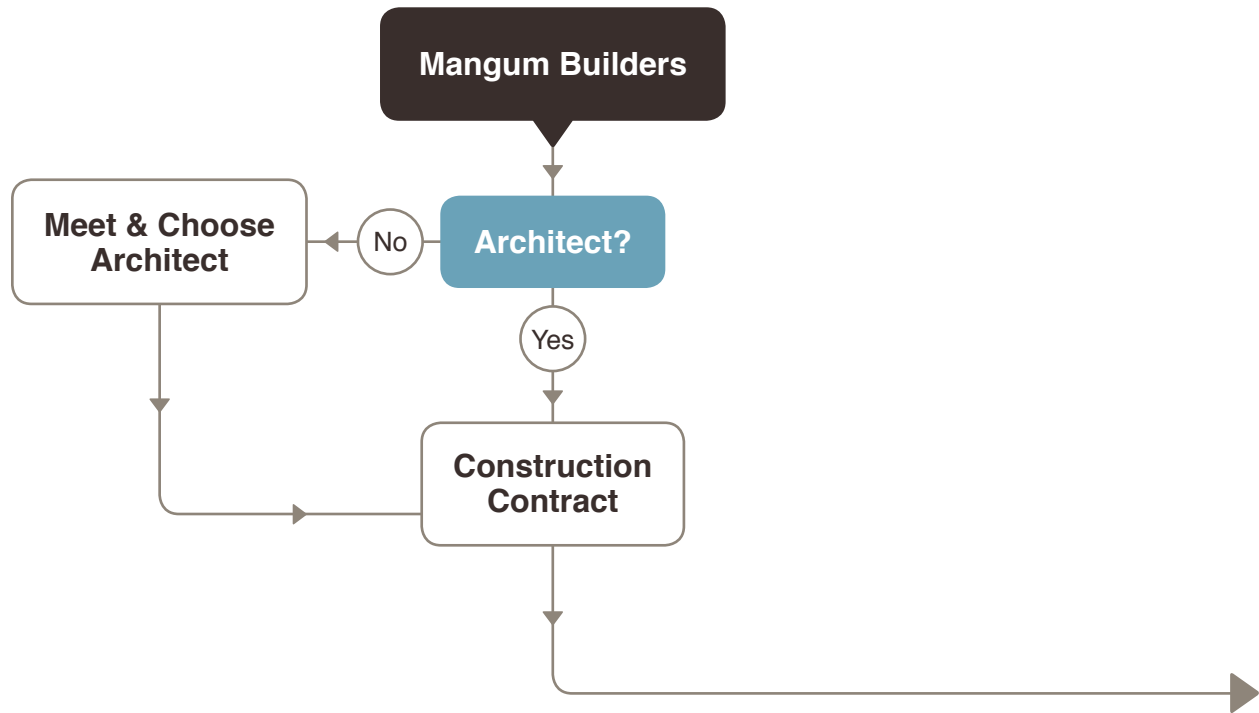 Mangum Builders
Meet & Choose
Architect
No
Architect?
Yes
Construction
Contract